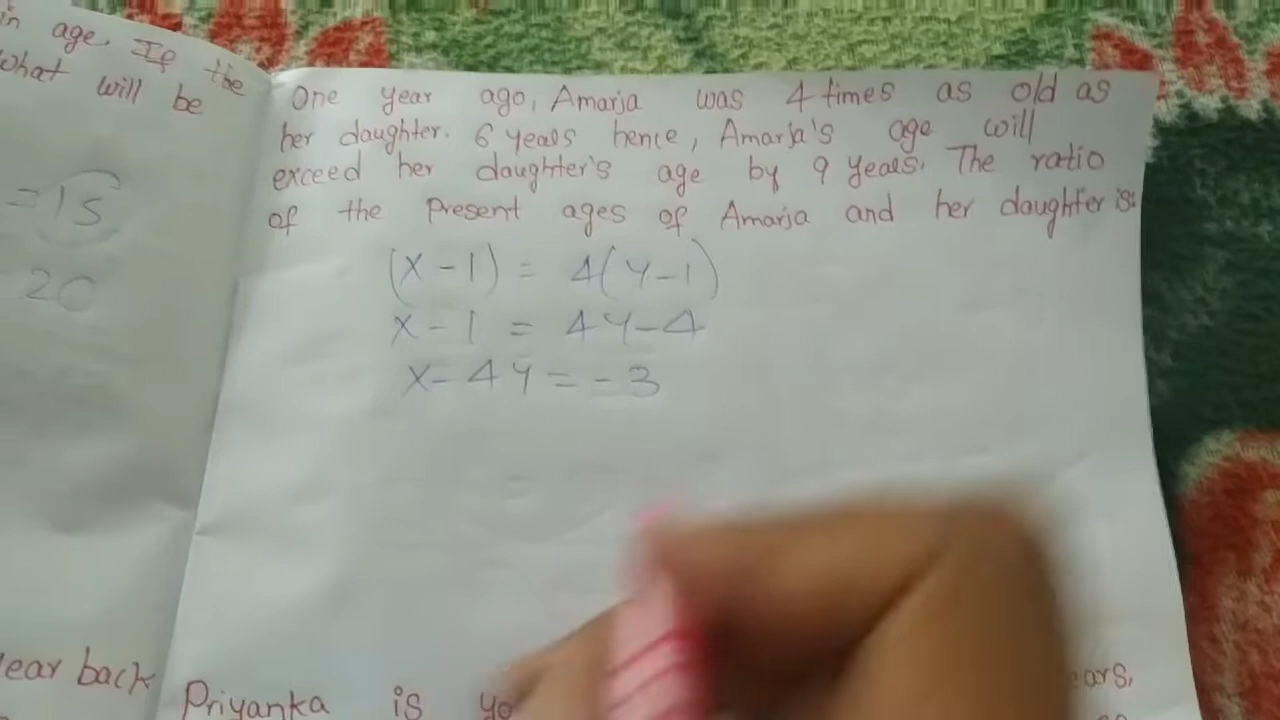 in age. If the
What will be
= 15
20
One year ago, Amarja was 4 times as old as
her daughter. 6 years hence, Amarja's age will
exceed her daughter's age by 9 years. The ratio
of the Present ages of Amarja and her daughter is:
(x - 1) = 4(y - 1)
x - 1 = 4y - 4
x - 4y = - 3
ear back
Priyanka is yo
ears,